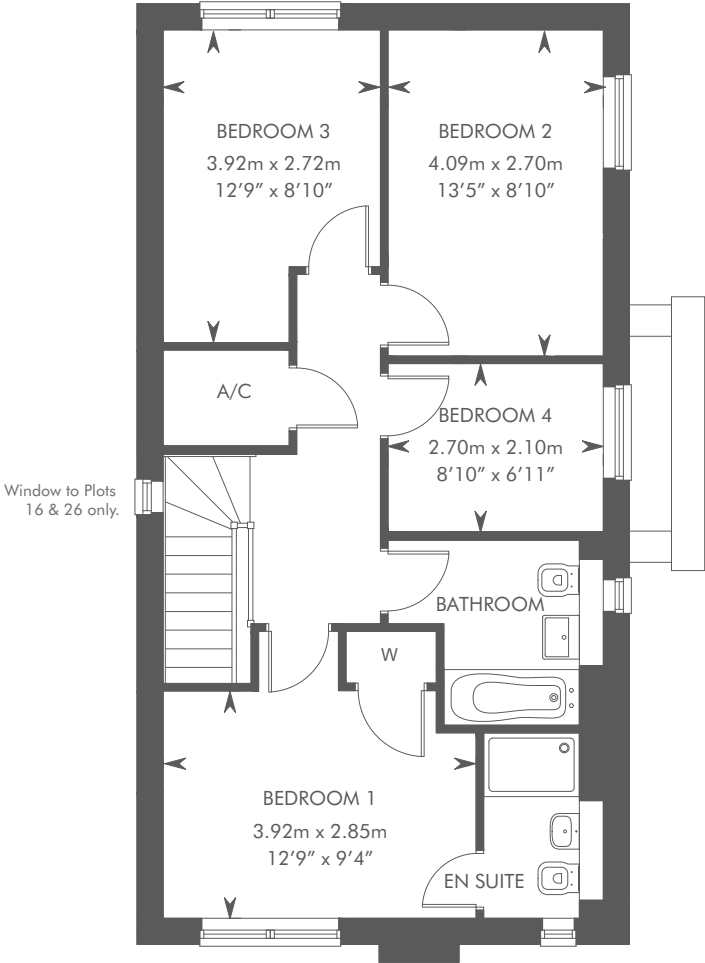 BEDROOM 3
3.92m x 2.72m
12’9” x 8’10”
BEDROOM 2
4.09m x 2.70m
13’5” x 8’10”
A/C
BEDROOM 4
2.70m x 2.10m
8’10” x 6’11”
Window to Plots
16 & 26 only.
BATHROOM
W
BEDROOM 1
3.92m x 2.85m
12’9” x 9’4”
EN SUITE